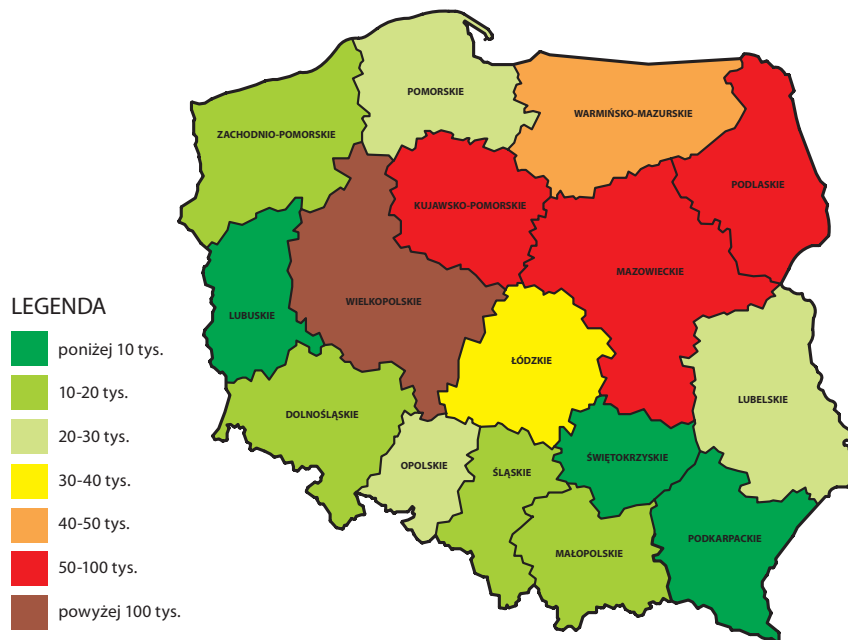 POMORSKIE
WARMIŃSKO-MAZURSKIE
ZACHODNIO-POMORSKIE
PODLASKIE
KUJAWSKO-POMORSKIE
MAZOWIECKIE
WIELKOPOLSKIE
LUBUSKIE
ŁÓDZKIE
LUBELSKIE
DOLNOŚLĄSKIE
OPOLSKIE
ŚLĄSKIE
ŚWIĘTOKRZYSKIE
MAŁOPOLSKIE
PODKARPACKIE
LEGENDA
poniżej 10 tys.
10-20 tys.
20-30 tys.
30-40 tys.
40-50 tys.
50-100 tys.
powyżej 100 tys.